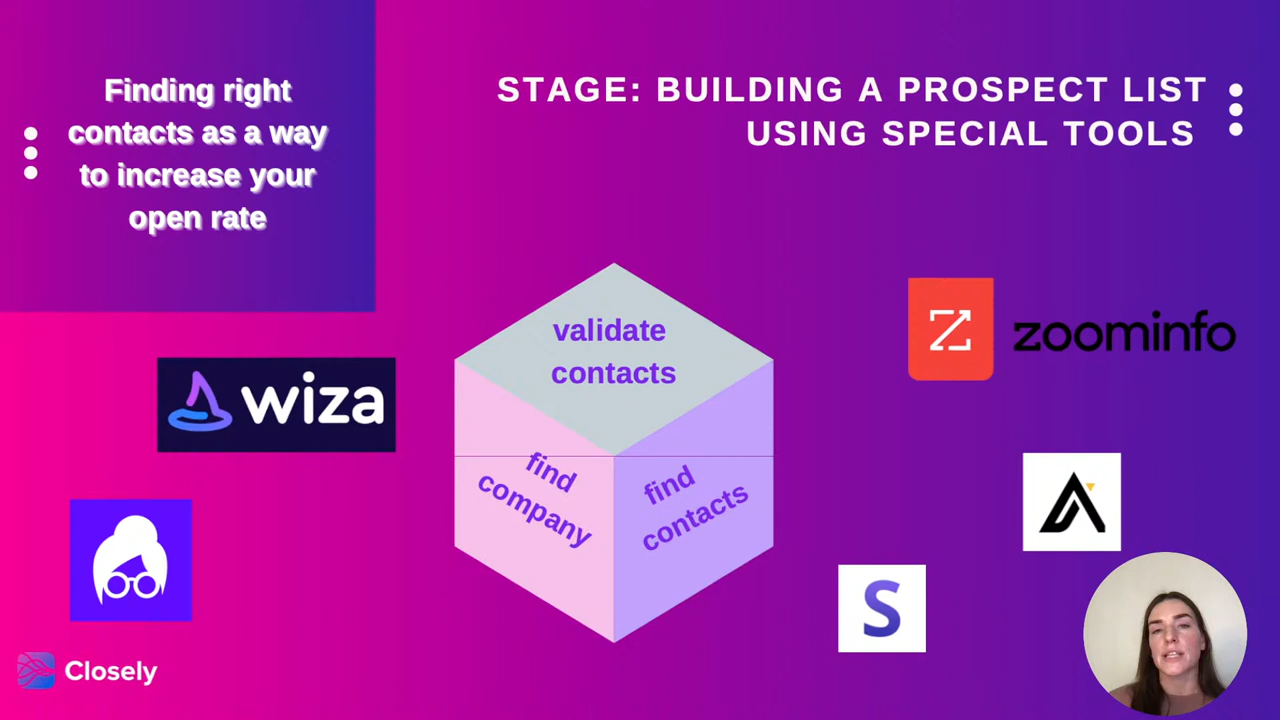 Finding right
contacts as a way
to increase your
open rate
STAGE: BUILDING A PROSPECT LIST
USING SPECIAL TOOLS
validate
contacts
find
company
find
contacts
wiza
zoominfo
S
Closely